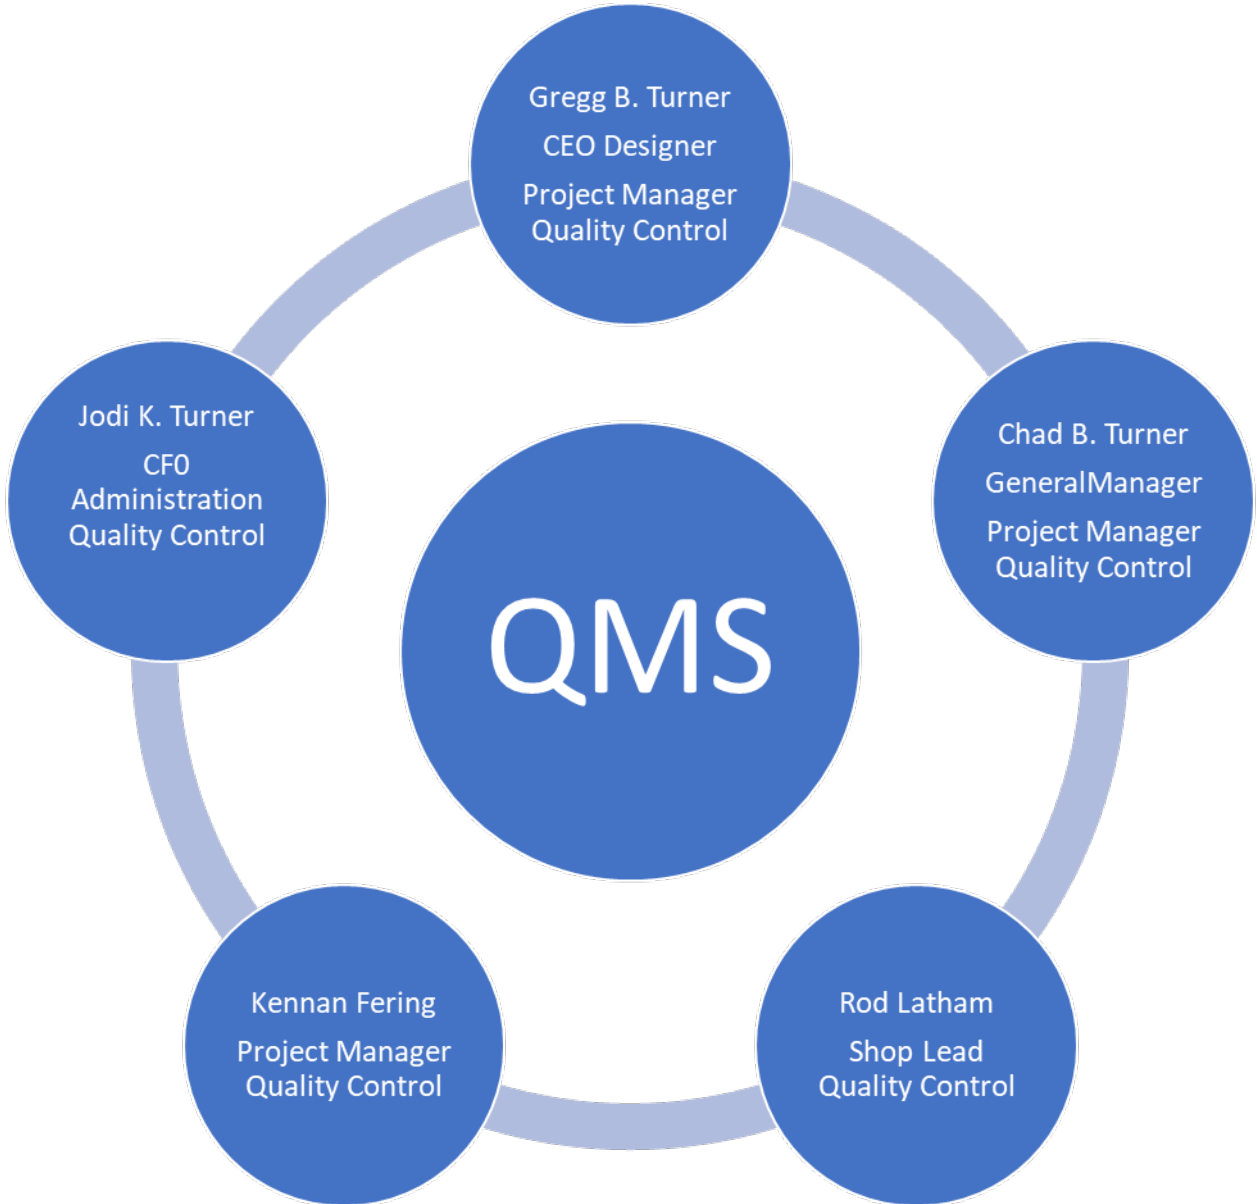 Gregg B. Turner
CEO Designer
Project Manager
Quality Control
Jodi K. Turner
CF0
Administration
Quality Control
Chad B. Turner
GeneralManager
Project Manager
Quality Control
QMS
Kennan Fering
Project Manager
Quality Control
Rod Latham
Shop Lead
Quality Control